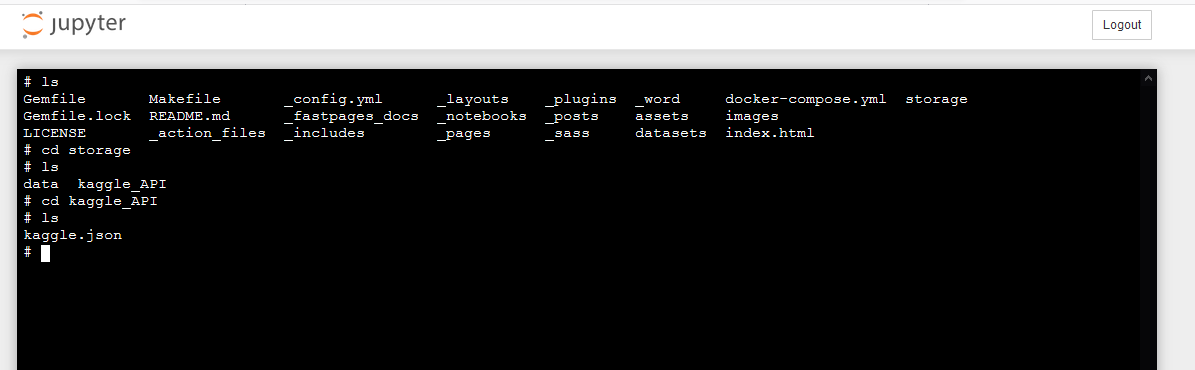 jupyter
Logout
# ls
Gemfile Makefile _config.yml _layouts _plugins _word docker-compose.yml storage
Gemfile.lock README.md _fastpages_docs _notebooks _posts assets images
LICENSE _action_files _includes _pages _sass datasets index.html
# cd storage
# ls
data kaggle_API
# cd kaggle_API
# ls
kaggle.json
#